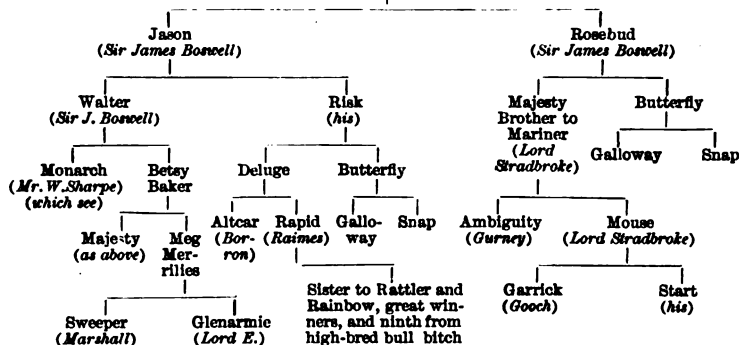 Jason Rosebud
(Sir James Boswell) (Sir James Boswell)
Walter Risk Majesty Butterfly
(Sir J. Boswell) (his) Brother to
Mariner
(Lord Galloway Snap
Stradbroke)
Monarch Betsy Deluge Butterfly
(Mr. W. Sharpe) Baker
(which see)
Altcar Rapid Gallo- Snap Ambiguity Mouse
(Bor- (Raimes) way (Gurney) (Lord Stradbroke)
ron)
Majesty Meg
(as above) Mer-
rilies
Sister to Rattler and Garrick Start
Rainbow, great win- (Gooch) (his)
ners, and ninth from
high-bred bull bitch
Sweeper Glenarmic
(Marshall) (Lord E.)